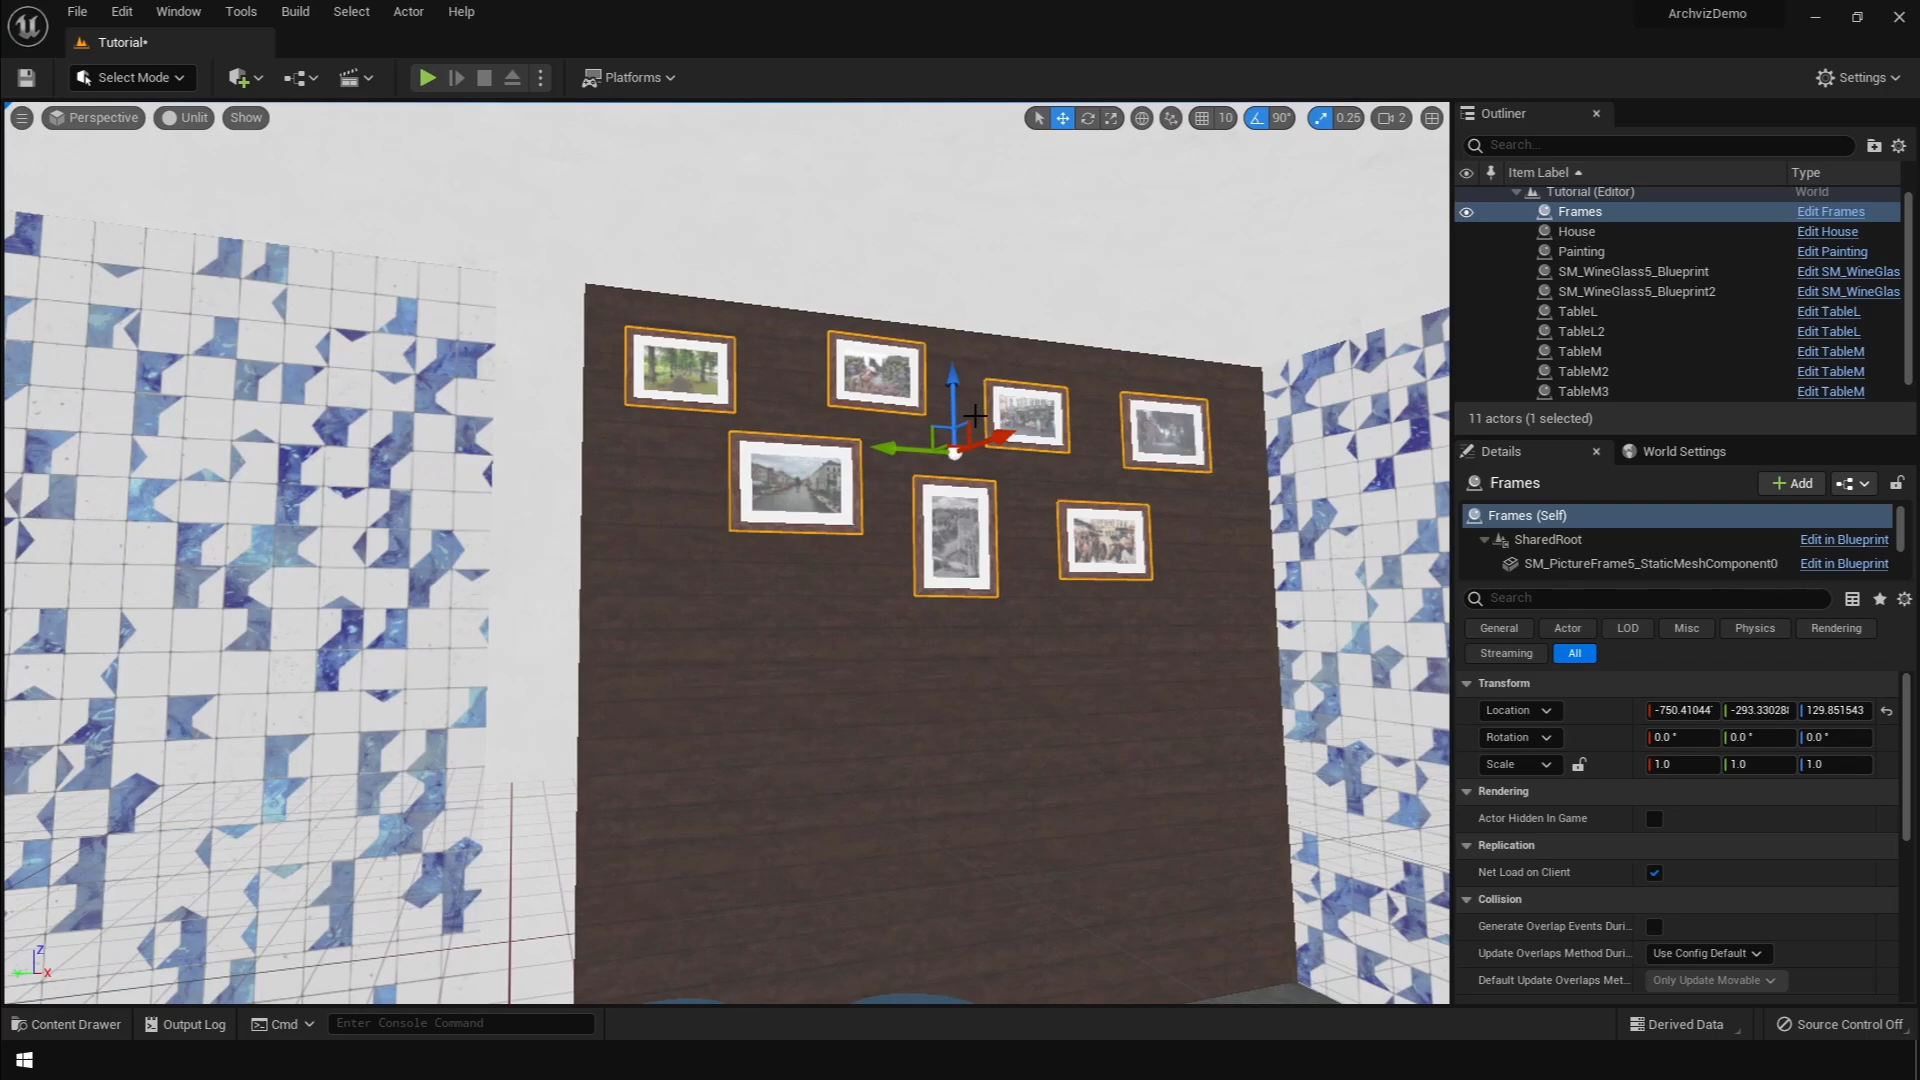 File Edit Window Tools Build Select Actor Help
ArchvizDemo
Tutorial*
Select Mode
Platforms
Settings
Perspective Unlit Show
10 90° 0.25 2
Outliner
Search...
Item Label Type
Tutorial (Editor) World
Frames Edit Frames
House Edit House
Painting Edit Painting
SM_WineGlass5_Blueprint Edit SM_WineGlas
SM_WineGlass5_Blueprint2 Edit SM_WineGlas
TableL Edit TableL
TableL2 Edit TableL
TableM Edit TableM
TableM2 Edit TableM
TableM3 Edit TableM
11 actors (1 selected)
Details World Settings
Frames Add
Frames (Self)
SharedRoot Edit in Blueprint
SM_PictureFrame5_StaticMeshComponent0 Edit in Blueprint
Search
General Actor LOD Misc Physics Rendering
Streaming All
Transform
Location -750.41044 -293.33028 129.851543
Rotation 0.0 ° 0.0 ° 0.0 °
Scale 1.0 1.0 1.0
Rendering
Actor Hidden In Game
Replication
Net Load on Client
Collision
Generate Overlap Events Duri...
Update Overlaps Method Duri... Use Config Default
Default Update Overlaps Met... Only Update Movable
Z
Y X
Content Drawer Output Log Cmd Enter Console Command
Derived Data Source Control Off